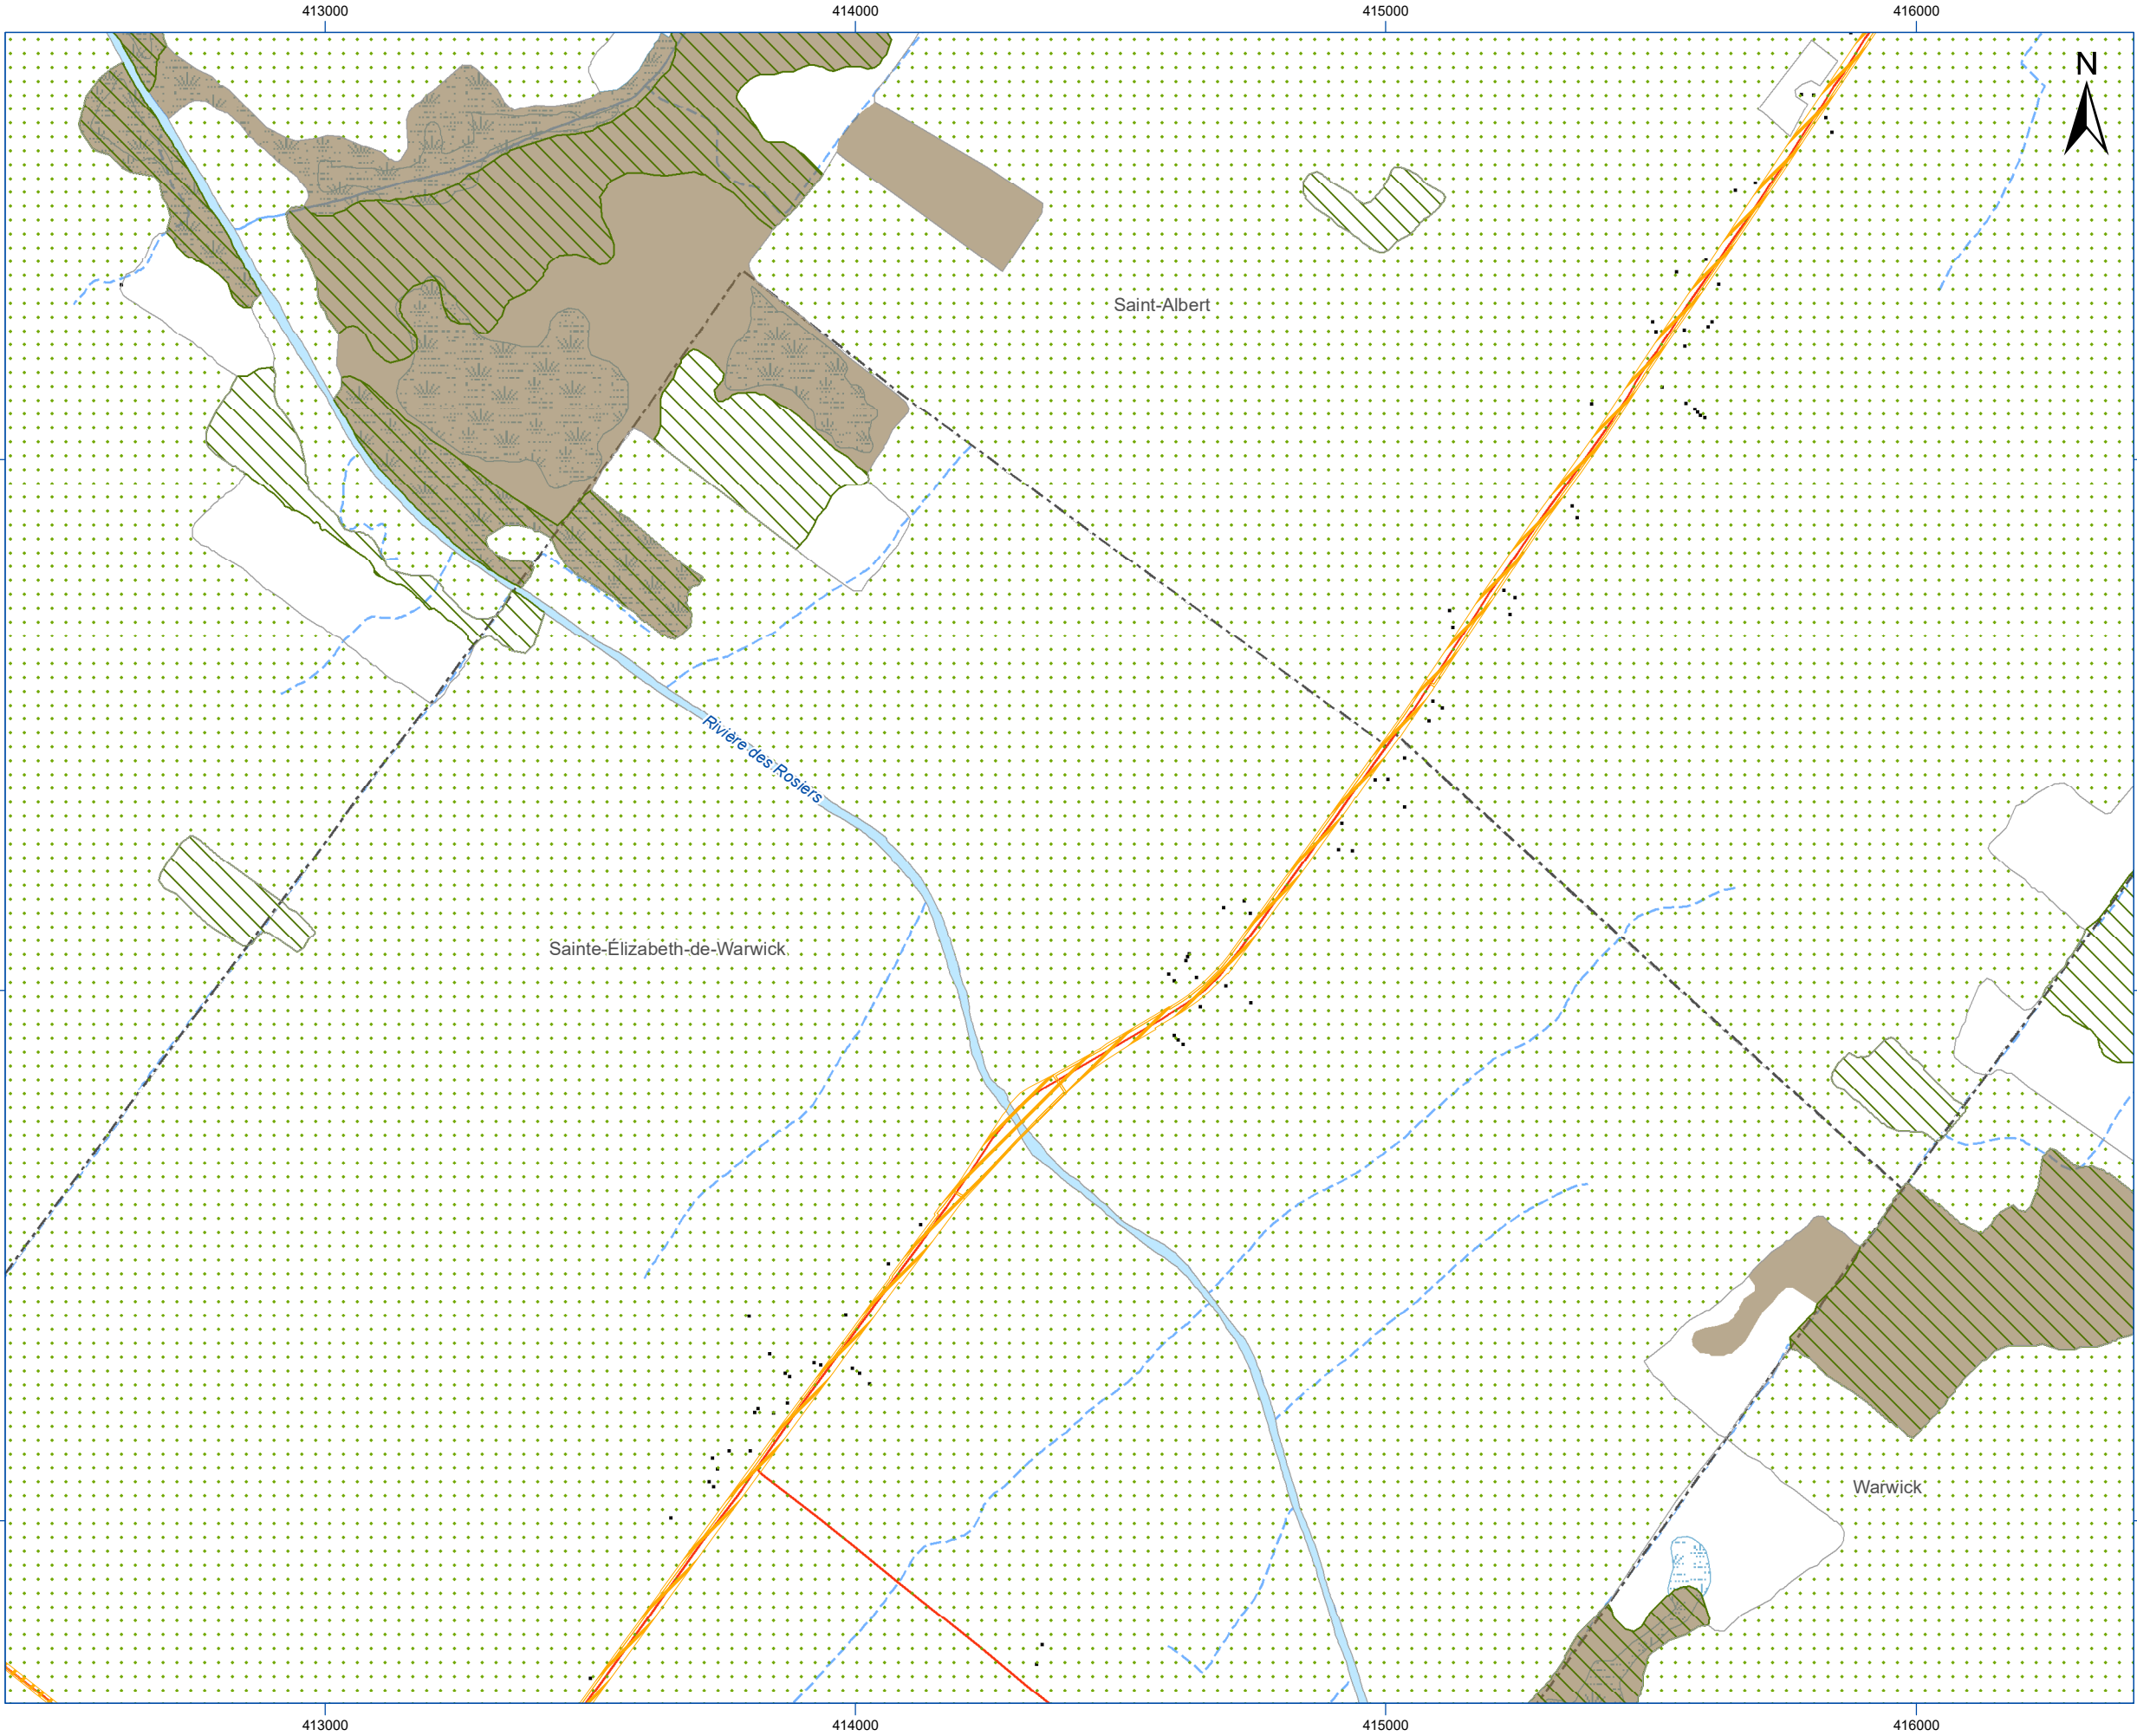 413000 414000 415000 416000
N
Saint-Albert
Rivière des Rosiers
Sainte-Élizabeth-de-Warwick
Warwick
413000 414000 415000 416000